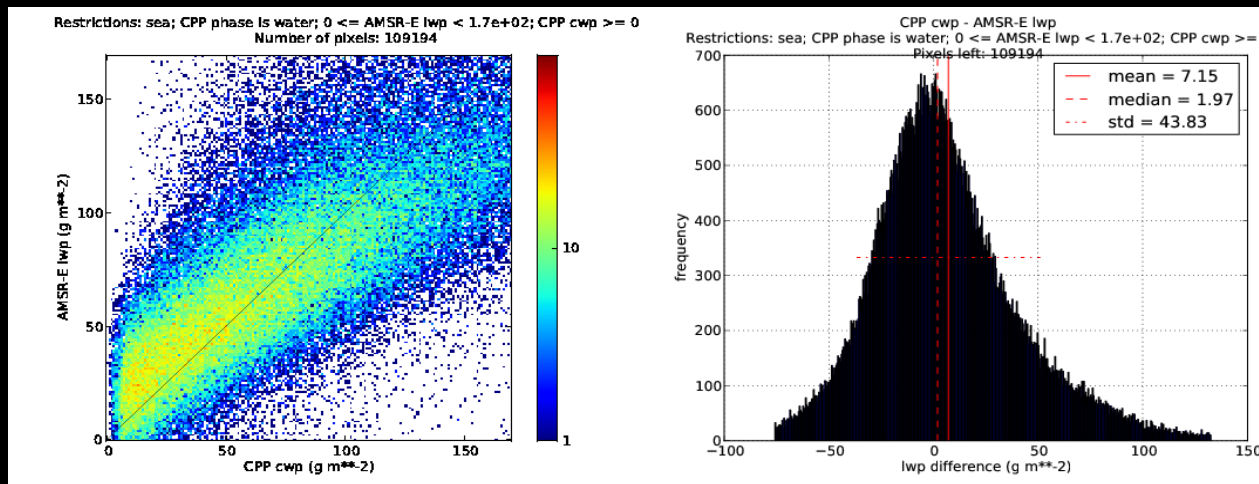 Restrictions: sea; CPP phase is water; 0 <= AMSR-E lwp < 1.7e+02; CPP cwp >= 0
Number of pixels: 109194
150
100
50
0
AMSR-E lwp (g m**-2)
0
50
100
150
CPP cwp (g m**-2)
10
1
CPP cwp - AMSR-E lwp
Restrictions: sea; CPP phase is water; 0 <= AMSR-E lwp < 1.7e+02; CPP cwp >=
Pixels left: 109194
mean = 7.15
median = 1.97
std = 43.83
700
600
500
400
300
200
100
0
frequency
−100
−50
0
50
100
150
lwp difference (g m**-2)